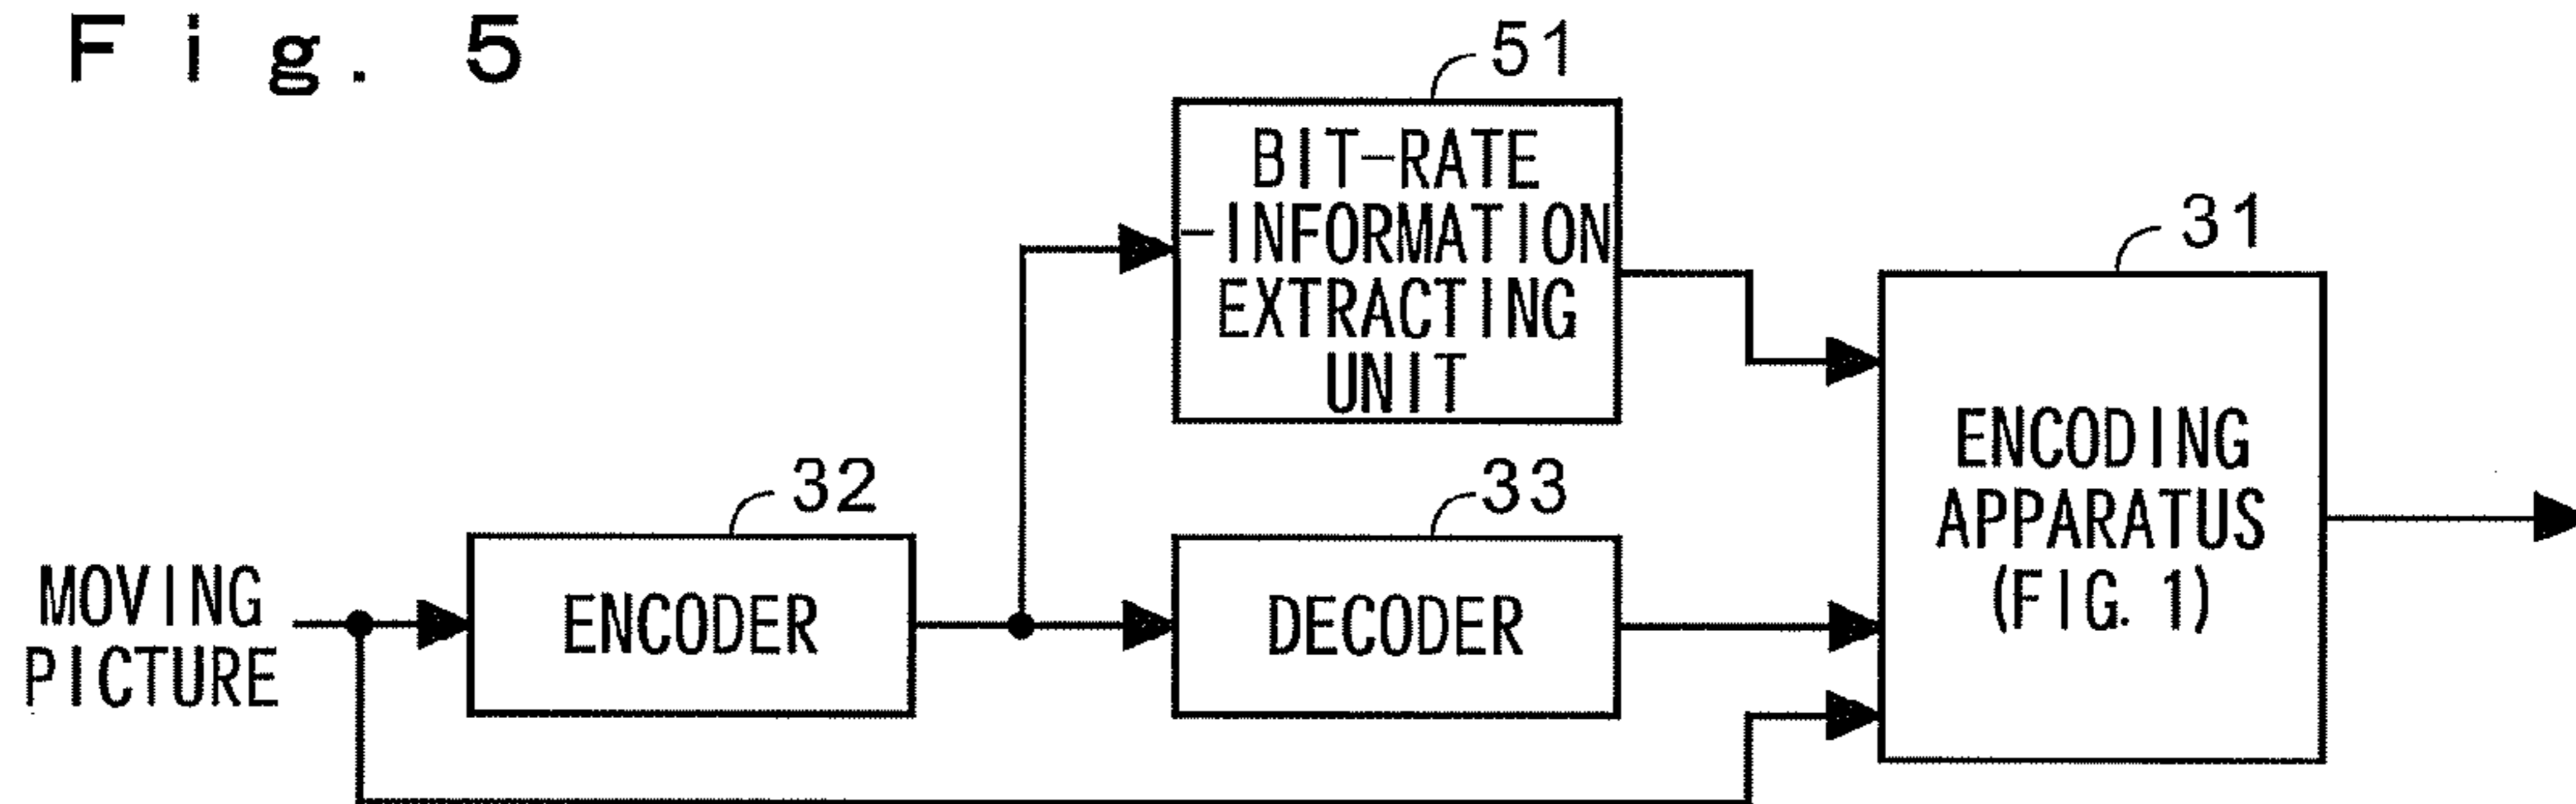 Fig. 5
51
BIT-RATE
-INFORMATION
EXTRACTING
UNIT
31
ENCODING
APPARATUS
(FIG. 1)
32
ENCODER
33
DECODER
MOVING
PICTURE